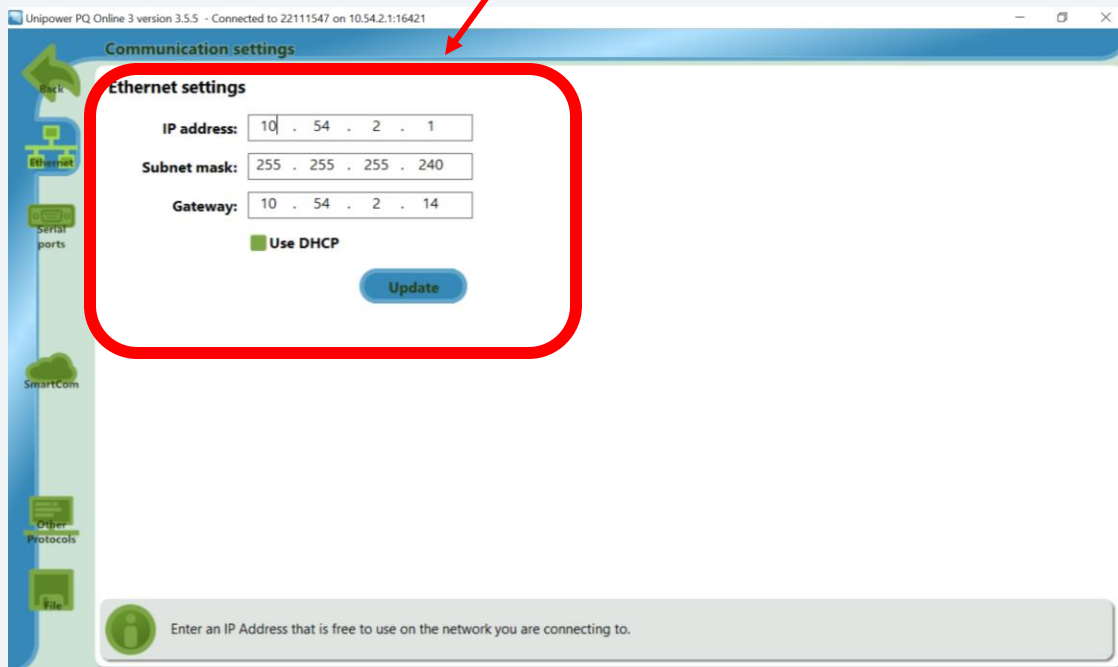 Unipower PQ Online 3 version 3.5.5 - Connected to 22111547 on 10.54.2.1:16421
Communication settings
Back
Ethernet settings
IP address: 10 . 54 . 2 . 1
Ethernet
Subnet mask: 255 . 255 . 255 . 240
Gateway: 10 . 54 . 2 . 14
Serial
ports
Use DHCP
Update
SmartCom
Other
Protocols
File
Enter an IP Address that is free to use on the network you are connecting to.